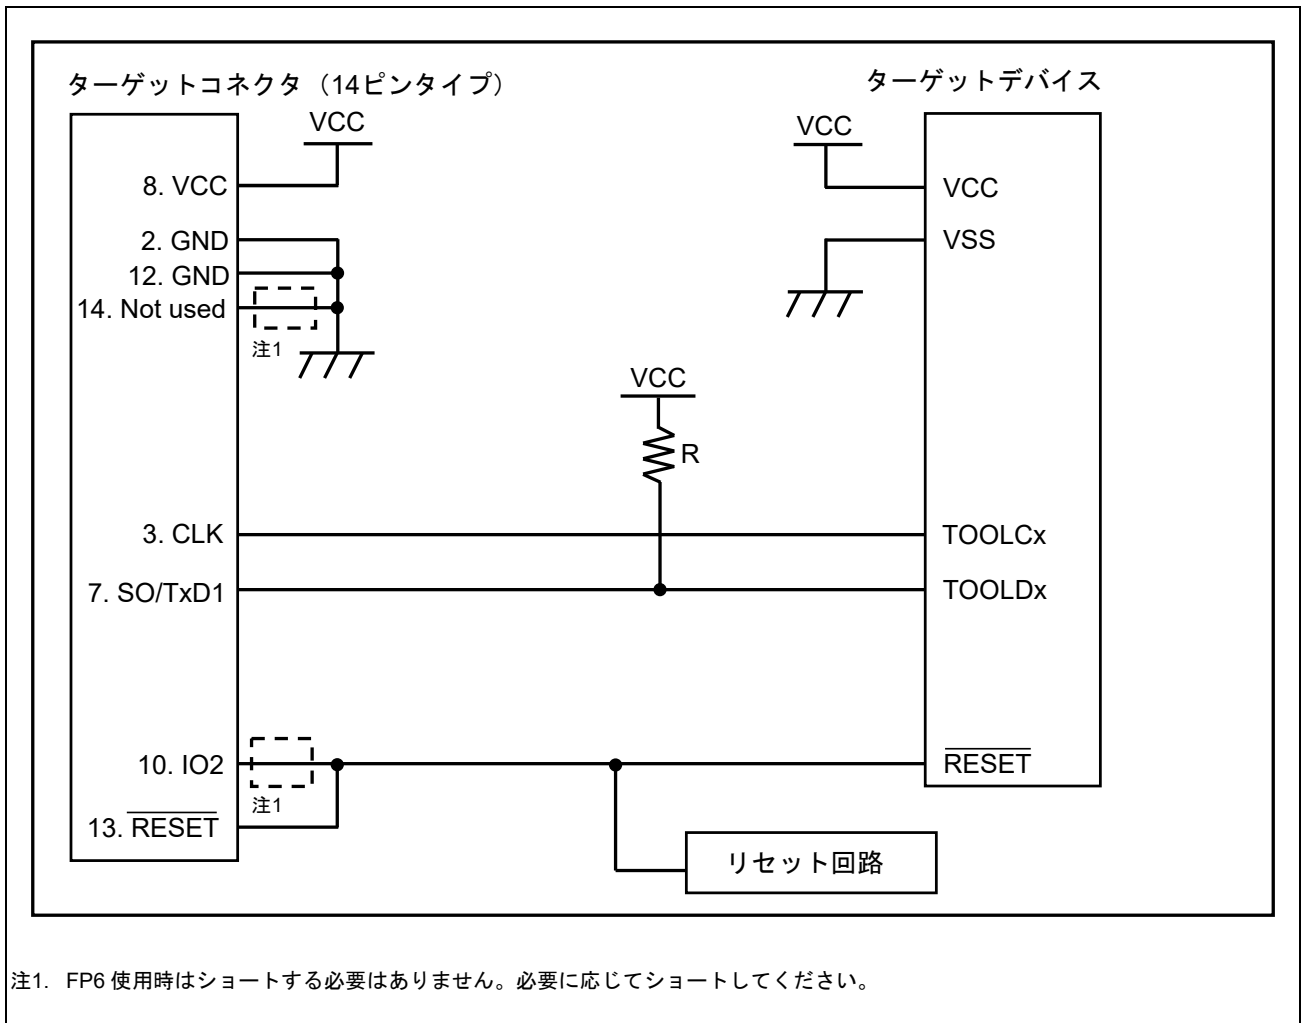 ターゲットコネクタ（14ピンタイプ）
ターゲットデバイス
VCC
VCC
8. VCC
VCC
2. GND
VSS
12. GND
14. Not used
注1
VCC
R
3. CLK
TOOLCx
7. SO/TxD1
TOOLDx
10. IO2
RESET
注1
13. RESET
リセット回路
注1. FP6 使用時はショートする必要はありません。必要に応じてショートしてください。